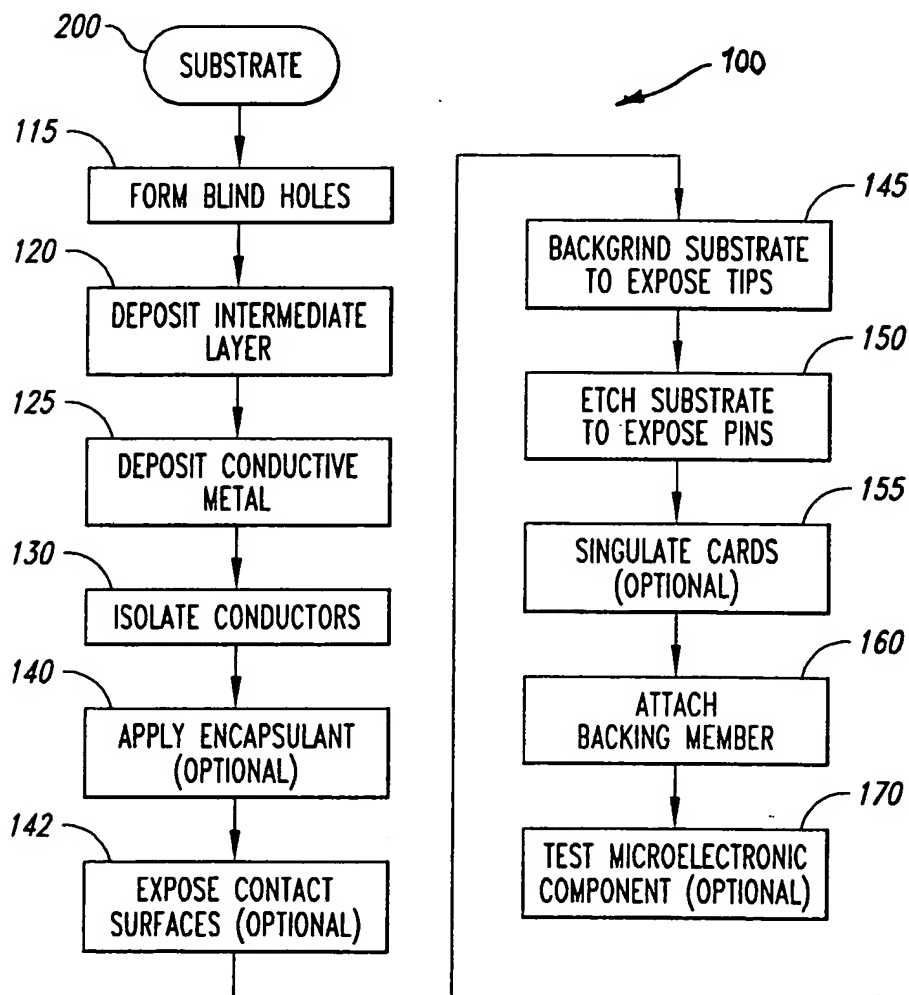 200
SUBSTRATE
100
115
FORM BLIND HOLES
120
DEPOSIT INTERMEDIATE
LAYER
125
DEPOSIT CONDUCTIVE
METAL
130
ISOLATE CONDUCTORS
140
APPLY ENCAPSULANT
(OPTIONAL)
142
EXPOSE CONTACT
SURFACES (OPTIONAL)
145
BACKGRIND SUBSTRATE
TO EXPOSE TIPS
150
ETCH SUBSTRATE
TO EXPOSE PINS
155
SINGULATE CARDS
(OPTIONAL)
160
ATTACH
BACKING MEMBER
170
TEST MICROELECTRONIC
COMPONENT (OPTIONAL)